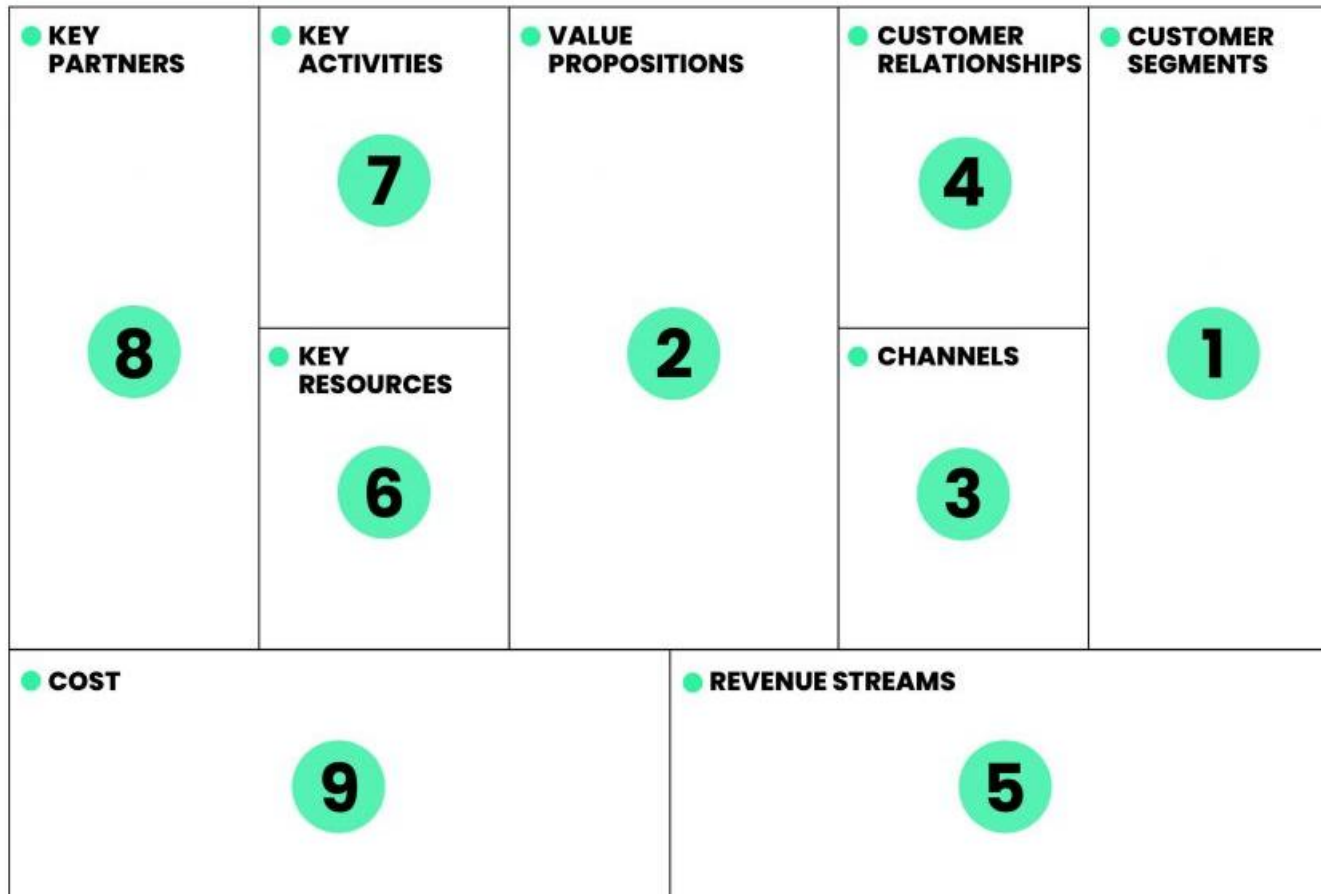 KEY
PARTNERS
8
KEY
ACTIVITIES
7
KEY
RESOURCES
6
VALUE
PROPOSITIONS
2
CUSTOMER
RELATIONSHIPS
4
CHANNELS
3
CUSTOMER
SEGMENTS
1
COST
9
REVENUE STREAMS
5